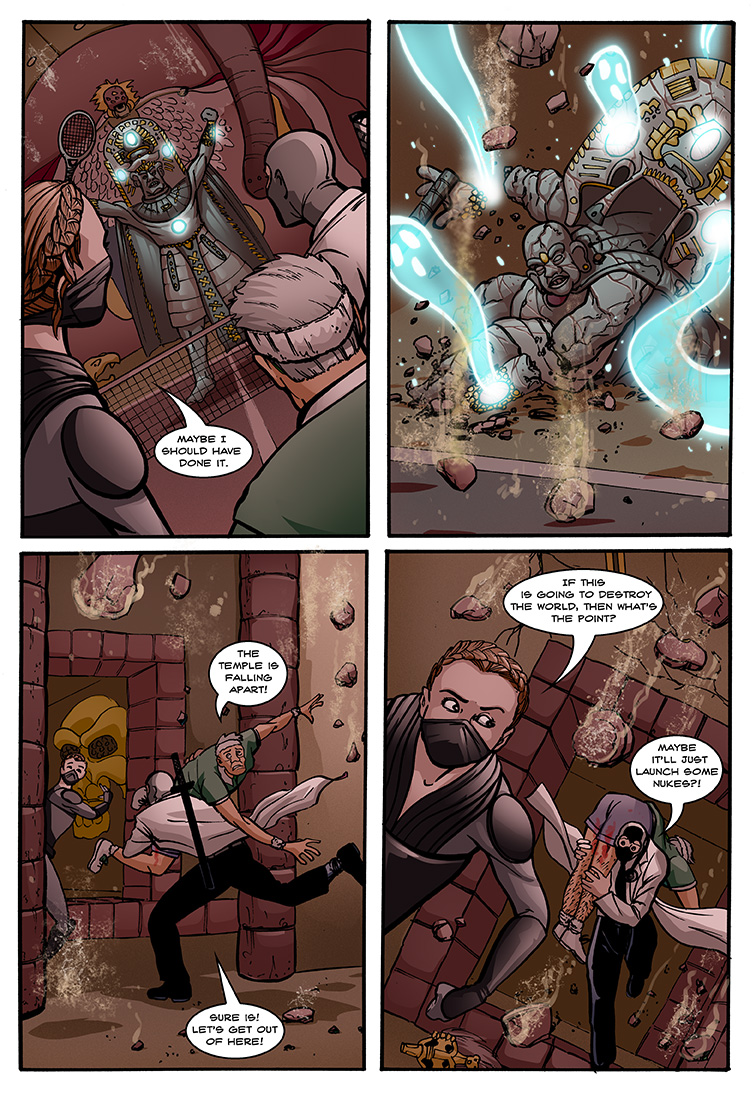 MAYBE I
SHOULD HAVE
DONE IT.
THE
TEMPLE IS
FALLING
APART!
SURE IS!
LET'S GET OUT
OF HERE!
IF THIS
IS GOING TO DESTROY
THE WORLD, THEN WHAT'S
THE POINT?
MAYBE
IT'LL JUST
LAUNCH SOME
NUKES?!